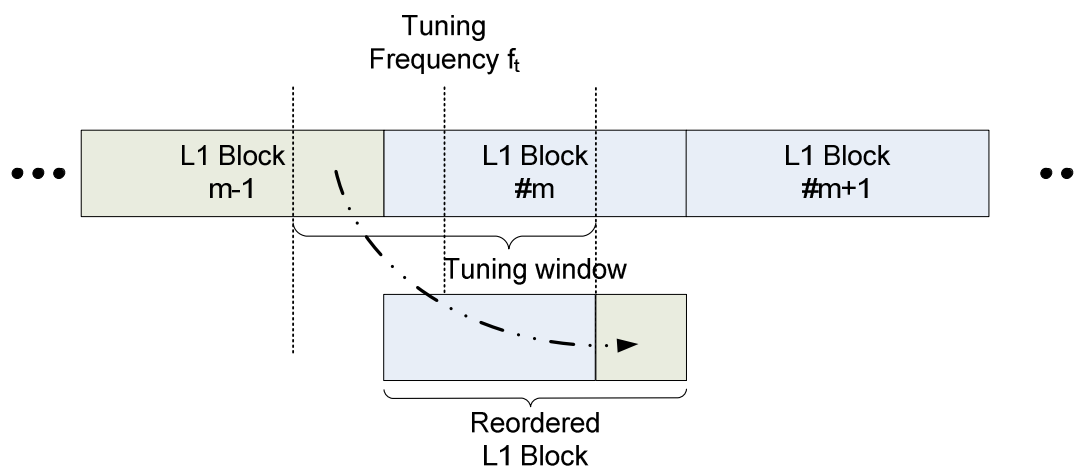 Tuning
Frequency fₜ
L1 Block
m-1
L1 Block
#m
L1 Block
#m+1
Tuning window
Reordered
L1 Block